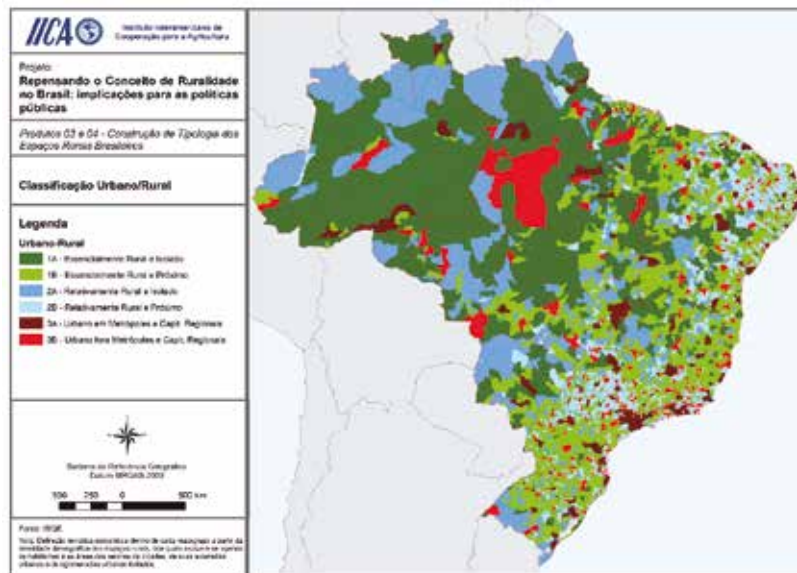 IICA
Instituto Interamericano de
Cooperação para a Agricultura
Projeto:
Repensando o Conceito de Ruralidade
no Brasil: implicações para as políticas
públicas
Produtos 03 e 04 - Construção de Tipologia dos
Espaços Rurais Brasileiros
Classificação Urbano/Rural
Legenda
Urbano-Rural
1A - Essencialmente Rural e Isolado
1B - Essencialmente Rural e Próximo
2A - Relativamente Rural e Isolado
2B - Relativamente Rural e Próximo
3A - Urbano em Metrópoles e Capit. Regionais
3B - Urbano fora Metrópoles e Capit. Regionais
Sistema de Referência Geográfico
Datum SIRGAS 2000
250 0 500 km
Fonte: IBGE.